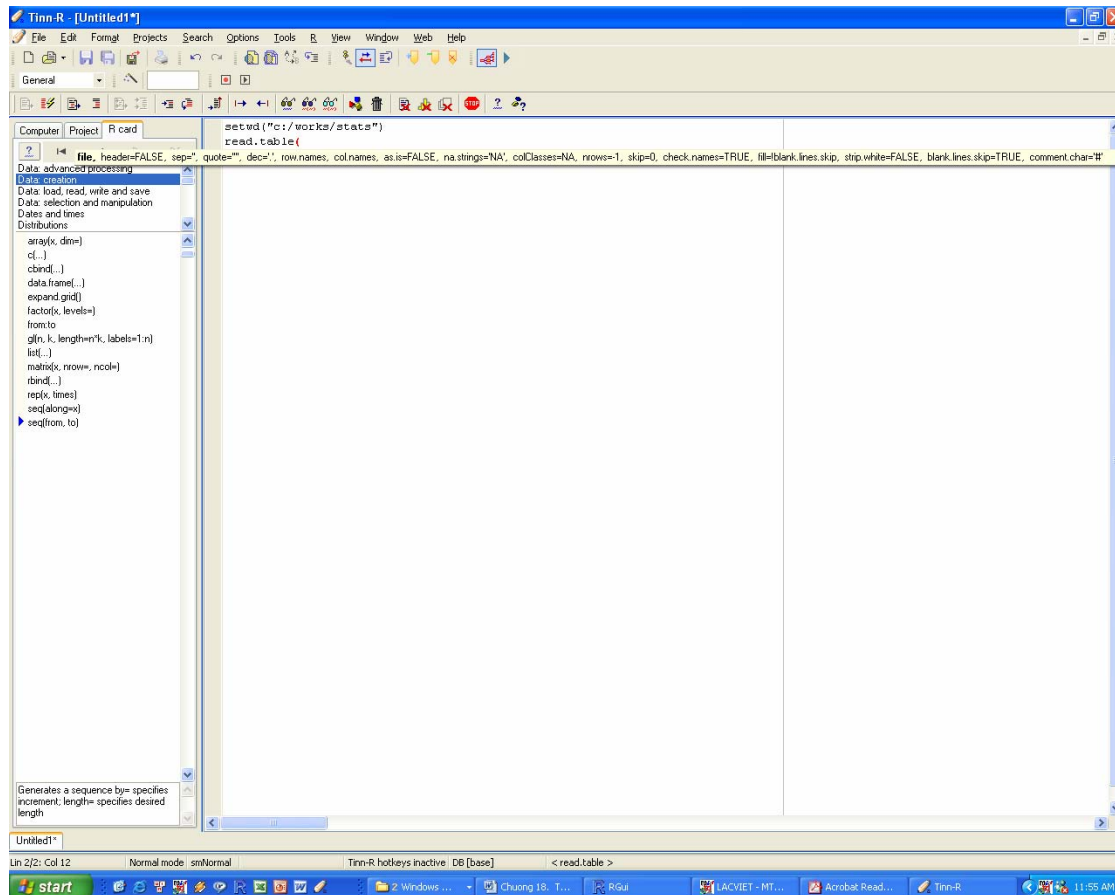 Tinn-R - [Untitled1*]
File Edit Format Projects Search Options Tools R View Window Web Help
General
Computer Project R card
setwd("c:/works/stats")
read.table(
file, header=FALSE, sep='', quote="", dec='.', row.names, col.names, as.is=FALSE, na.strings='NA', colClasses=NA, nrows=-1, skip=0, check.names=TRUE, fill=!blank.lines.skip, strip.white=FALSE, blank.lines.skip=TRUE, comment.char='#'
Data: advanced processing
Data: creation
Data: load, read, write and save
Data: selection and manipulation
Dates and times
Distributions
array(x, dim=)
c(...)
cbind(...)
data.frame(...)
expand.grid()
factor(x, levels=)
from:to
gl(n, k, length=n*k, labels=1:n)
list(...)
matrix(x, nrow=, ncol=)
rbind(...)
rep(x, times)
seq(along=x)
seq(from, to)
Generates a sequence by= specifies
increment; length= specifies desired
length
Untitled1*
Lin 2/2: Col 12 Normal mode smNormal Tinn-R hotkeys inactive DB [base] < read.table >
start 2 Windows ... Chuong 18. T... RGui LACVIET - MT... Acrobat Read... Tinn-R 11:55 AM